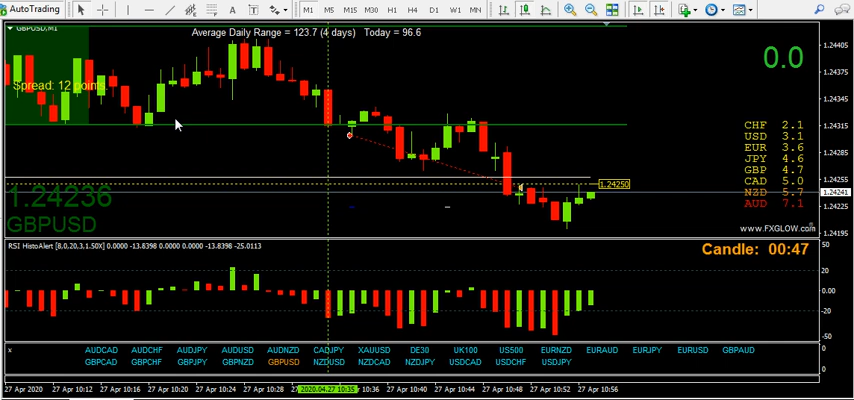 AutoTrading A T M1 M5 M15 M30 H1 H4 D1 W1 MN
GBPUSD,M1
Average Daily Range = 123.7 (4 days) Today = 96.6
0.0
Spread: 12 points.
1.24405
1.24375
1.24345
1.24315
1.24285
1.24255
1.24250
1.24241
1.24225
1.24195
CHF 2.1
USD 3.1
EUR 3.6
JPY 4.6
GBP 4.7
CAD 5.0
NZD 5.7
AUD 7.1
1.24236
GBPUSD
www.FXGLOW.com
RSI HistoAlert [8,0,20,3,1.50X] 0.0000 -13.8398 0.0000 0.0000 -13.8398 -25.0113
Candle: 00:47
50
20
0.00
-20
-50
x AUDCAD AUDCHF AUDJPY AUDUSD AUDNZD CADJPY XAUUSD DE30 UK100 US500 EURNZD EURAUD EURJPY EURUSD GBPAUD
GBPCAD GBPCHF GBPJPY GBPNZD GBPUSD NZDUSD NZDCAD NZDJPY USDCAD USDCHF USDJPY
0
0
27 Apr 2020 27 Apr 10:12 27 Apr 10:16 27 Apr 10:20 27 Apr 10:24 27 Apr 10:28 2020.04.27 10:35 10:36 27 Apr 10:40 27 Apr 10:44 27 Apr 10:48 27 Apr 10:52 27 Apr 10:56